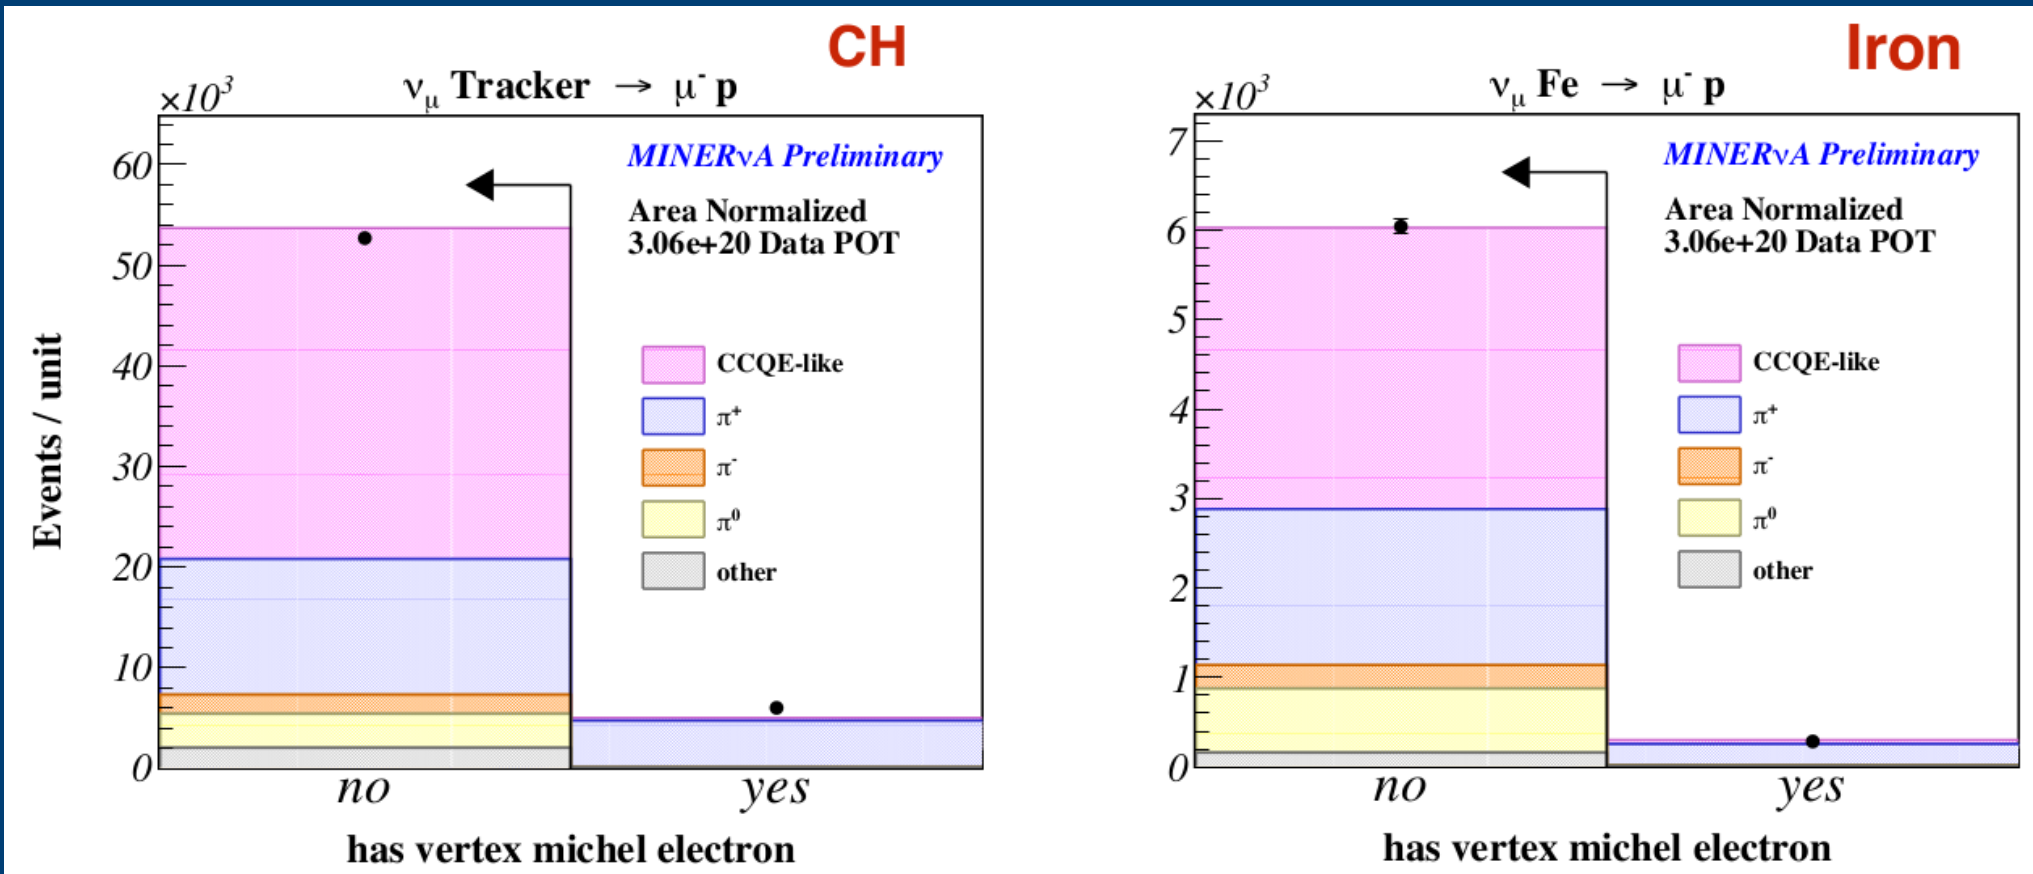 CH
ν_μ Tracker → μ⁻ p
×10³
MINERνA Preliminary
Area Normalized
3.06e+20 Data POT
CCQE-like
π⁺
π⁻
π⁰
other
Events / unit
60
50
40
30
20
10
0
no yes
has vertex michel electron
Iron
ν_μ Fe → μ⁻ p
×10³
MINERνA Preliminary
Area Normalized
3.06e+20 Data POT
CCQE-like
π⁺
π⁻
π⁰
other
7
6
5
4
3
2
1
0
no yes
has vertex michel electron